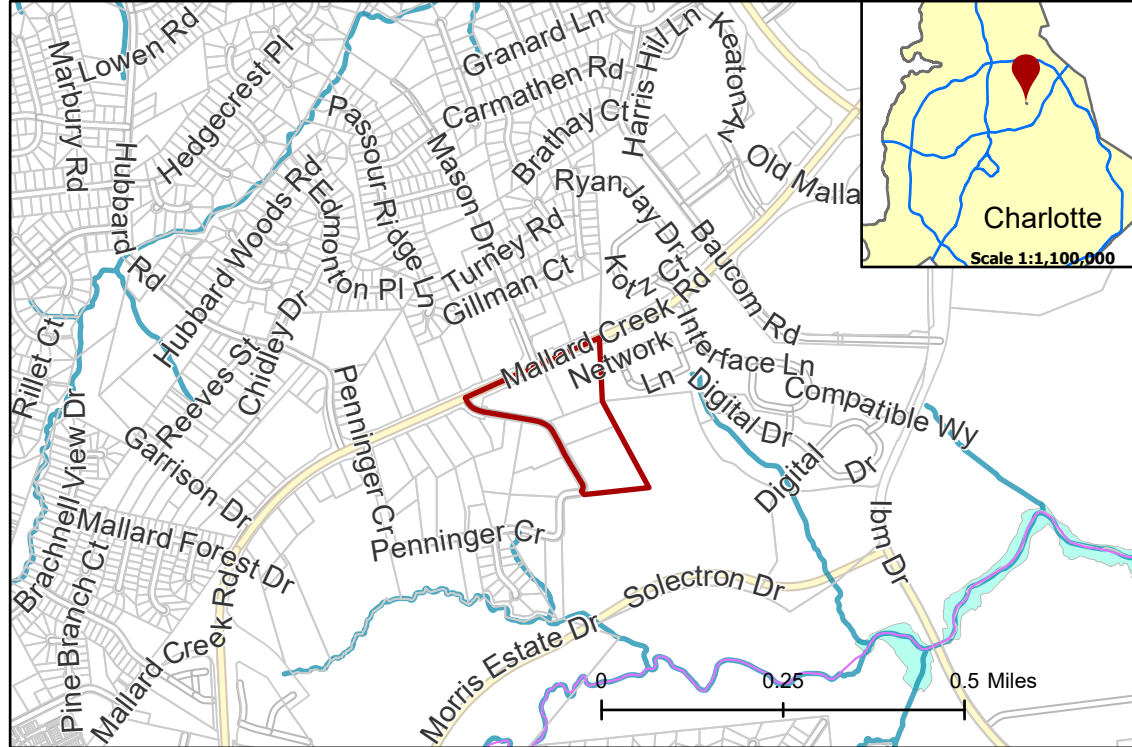 Lowen Rd
Marbury Rd
Hedgecrest Pl
Hubbard Rd
Granard Ln
Carmathen Rd
Harris Hill Ln
Keaton Av
Passour Ridge Ln
Mason Dr
Brathay Ct
Old Malla
Ryan Jay Dr
Edmonton Pl
Hubbard Woods Rd
Turney Rd
Gillman Ct
Kotz Ct
Baucom Rd
Charlotte
Scale 1:1,100,000
Rillet Ct
Reeves St
Chidley Dr
Mallard Creek Rd
Network
Ln
Interface Ln
Compatible Wy
Penninger Cr
Digital Dr
Digital
Dr
Brachnell View Dr
Garrison Dr
Mallard Forest Dr
Penninger Cr
Ibm Dr
Solectron Dr
Pine Branch Ct
Mallard Creek Rd
Morris Estate Dr
0 0.25 0.5 Miles